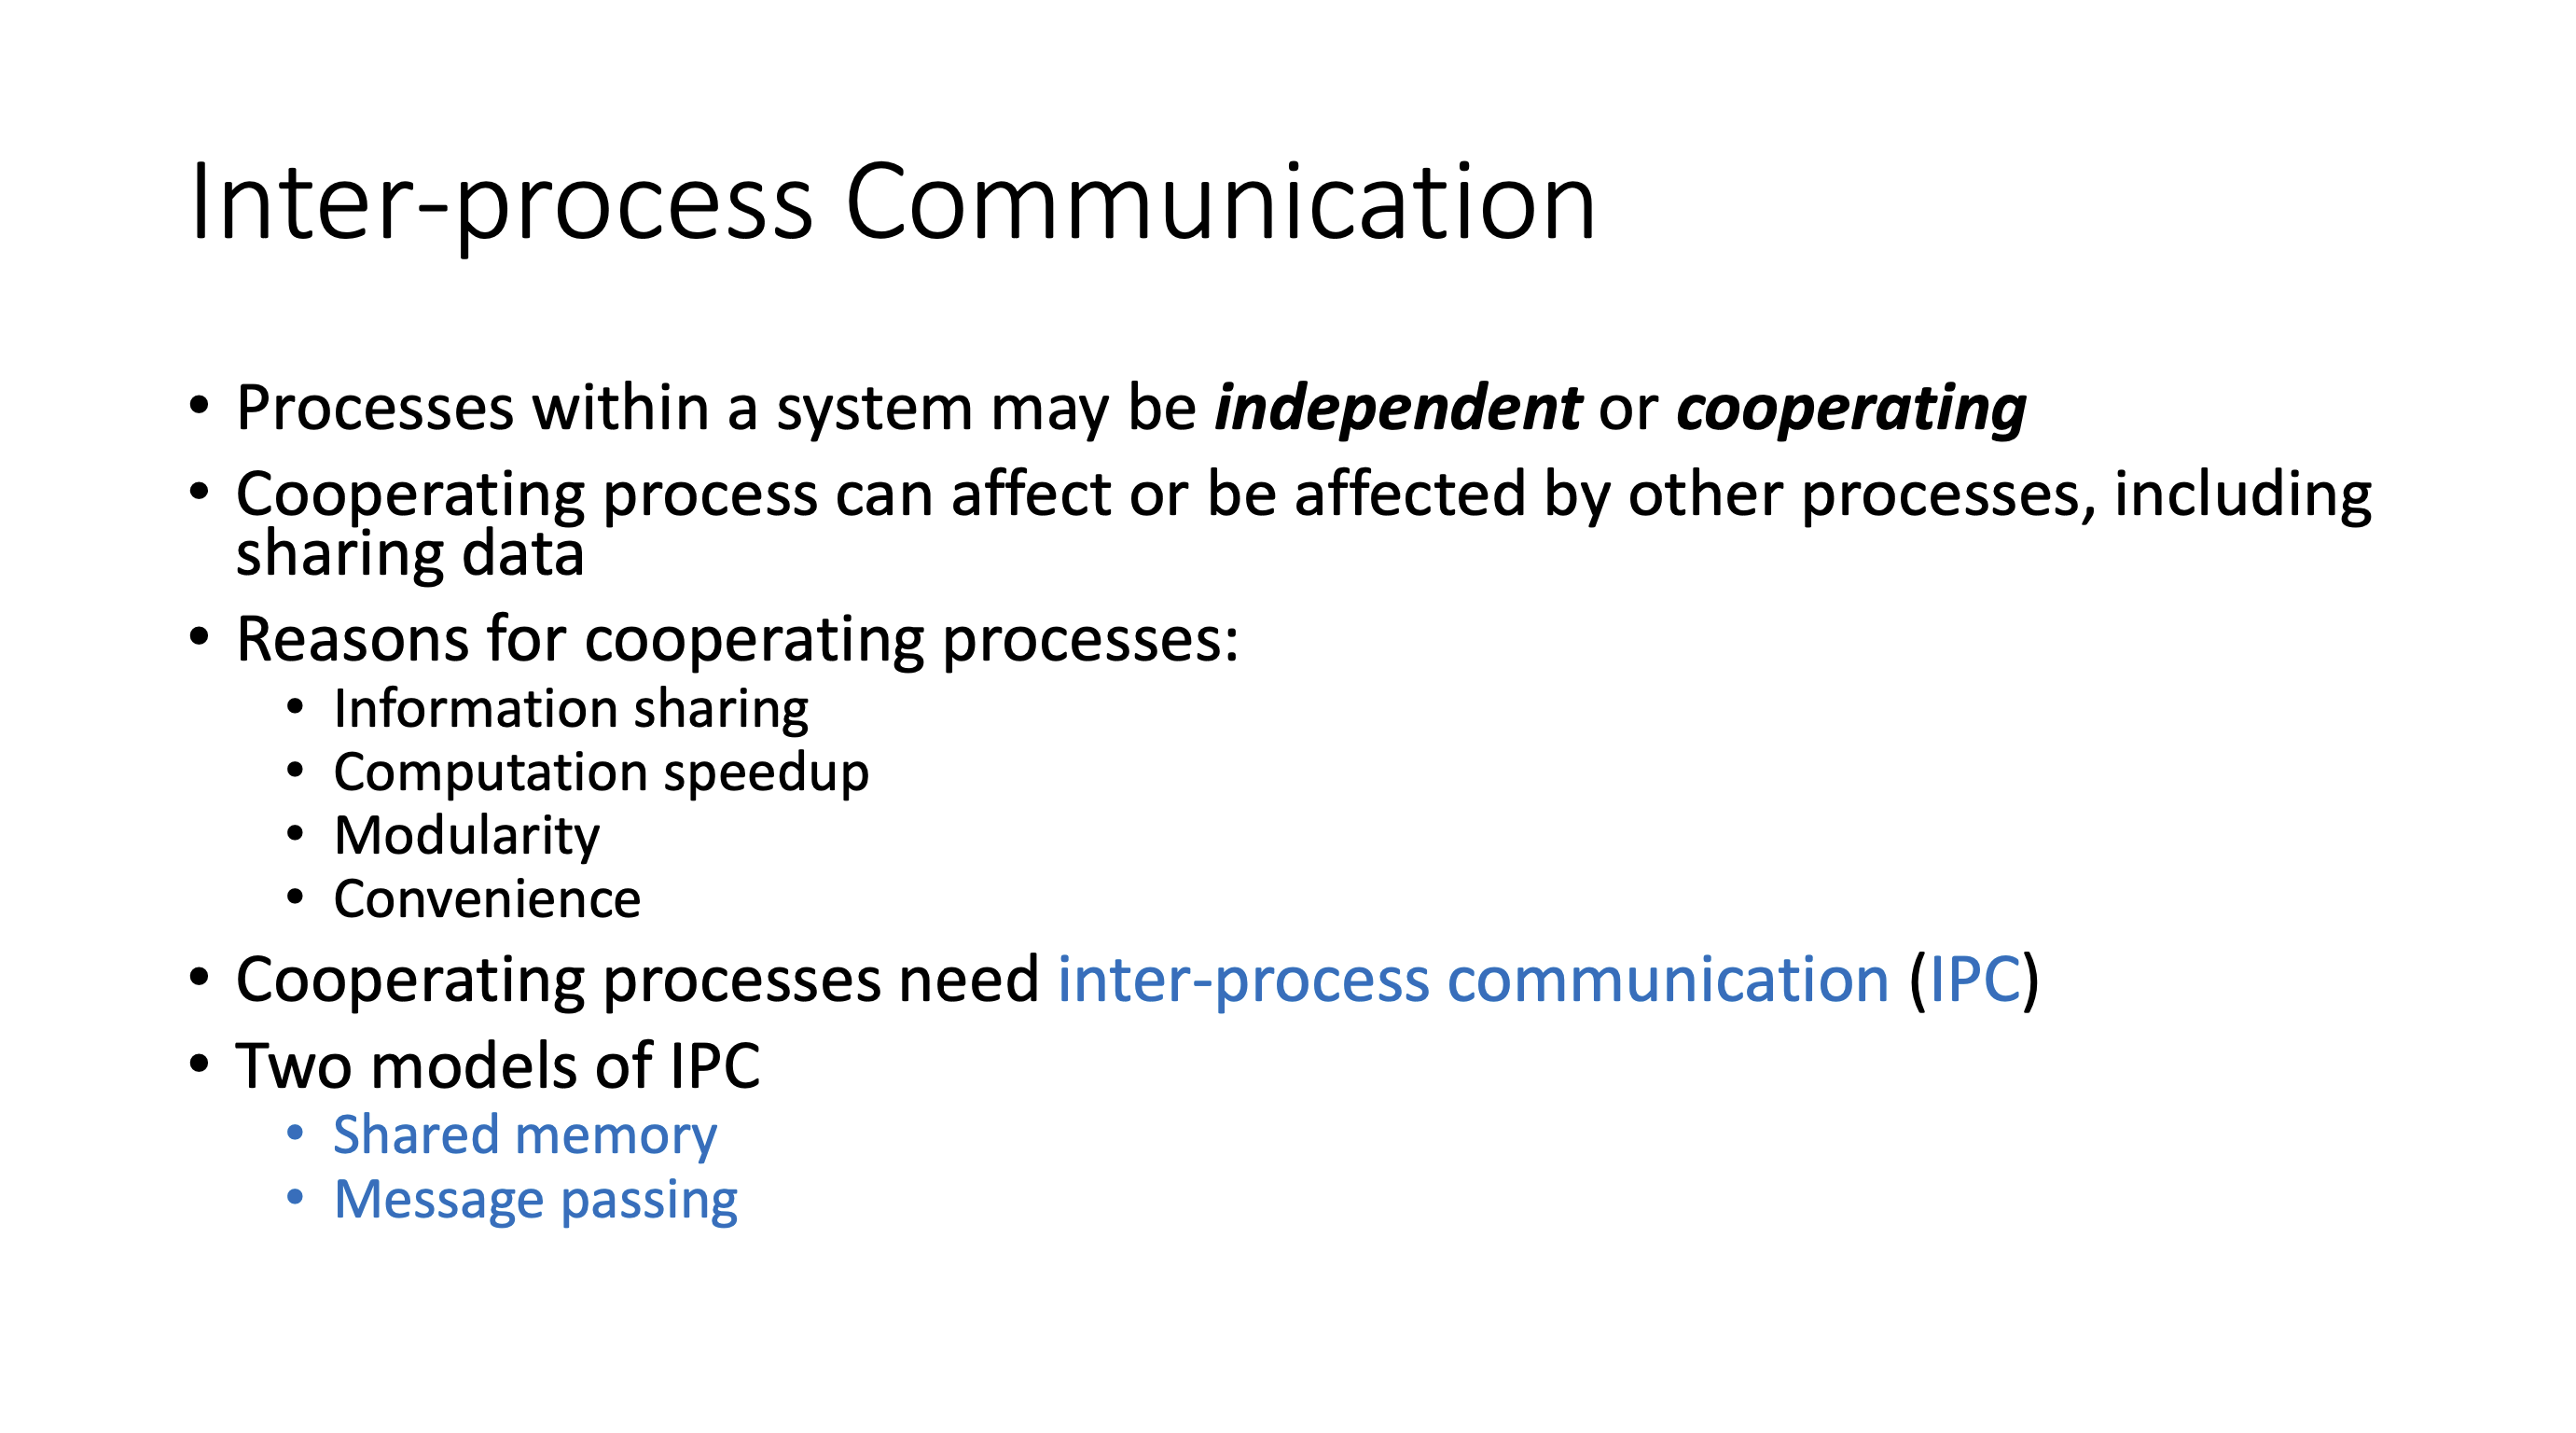 Inter-process Communication
• Processes within a system may be independent or cooperating
• Cooperating process can affect or be affected by other processes, including
sharing data
• Reasons for cooperating processes:
• Information sharing
• Computation speedup
• Modularity
• Convenience
• Cooperating processes need inter-process communication (IPC)
• Two models of IPC
• Shared memory
• Message passing